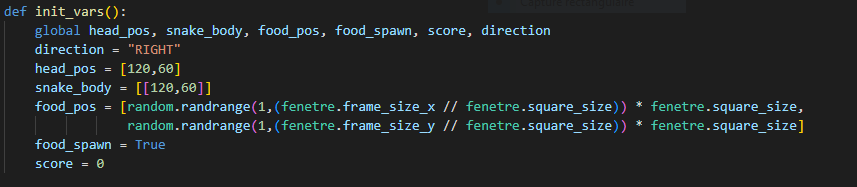 Capture rectangulaire
def init_vars():
    global head_pos, snake_body, food_pos, food_spawn, score, direction
    direction = "RIGHT"
    head_pos = [120,60]
    snake_body = [[120,60]]
    food_pos = [random.randrange(1,(fenetre.frame_size_x // fenetre.square_size)) * fenetre.square_size,
                random.randrange(1,(fenetre.frame_size_y // fenetre.square_size)) * fenetre.square_size]
    food_spawn = True
    score = 0